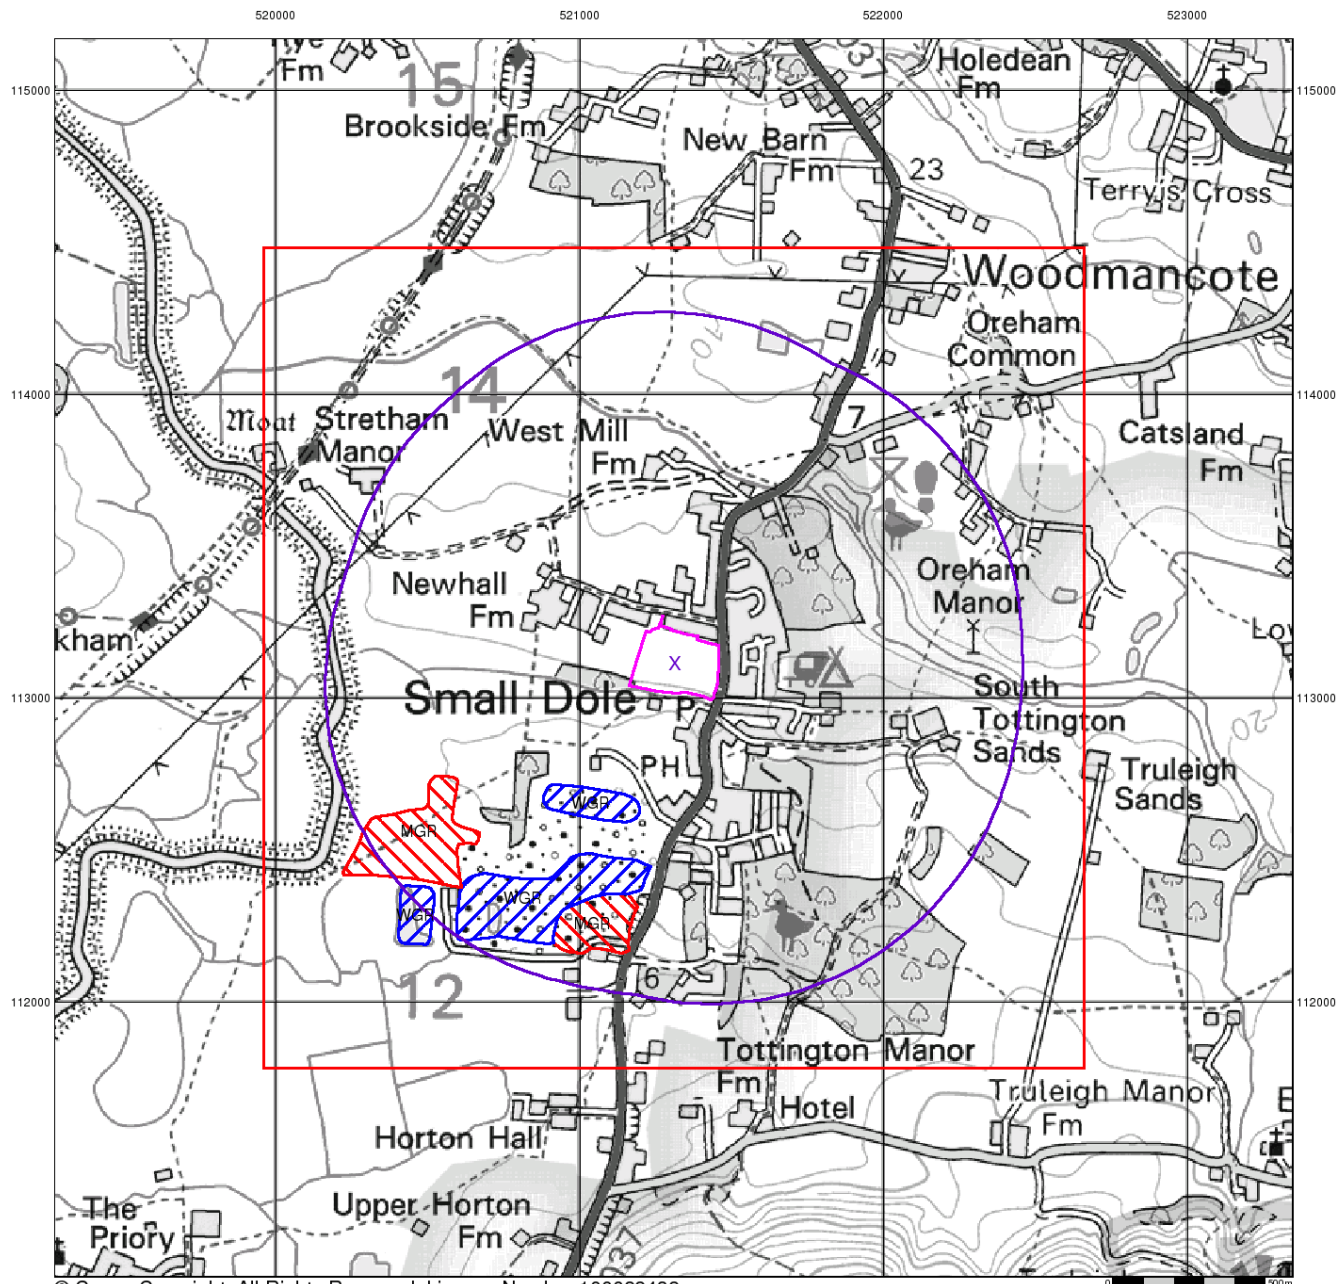 520000 521000 522000 523000
Fm
15
Holedean
Fm
115000 115000
Brookside Fm
New Barn
Fm
23
Terry's Cross
Woodmancote
10
Oreham
Common
14
114000 114000
Moat
Stretham
Manor
West Mill
Fm
7
Catsland
Fm
Newhall
Fm
Oreham
Manor
kham
X
113000 113000
Small Dole
P
South
Tottington
Sands
20
PH
Truleigh
Sands
WGR
MGR
WGR
WGR
MGR
6
12
112000 112000
Tottington Manor
Fm
Hotel
Truleigh Manor
Fm
Horton Hall
Upper Horton
Fm
The
Priory
500m